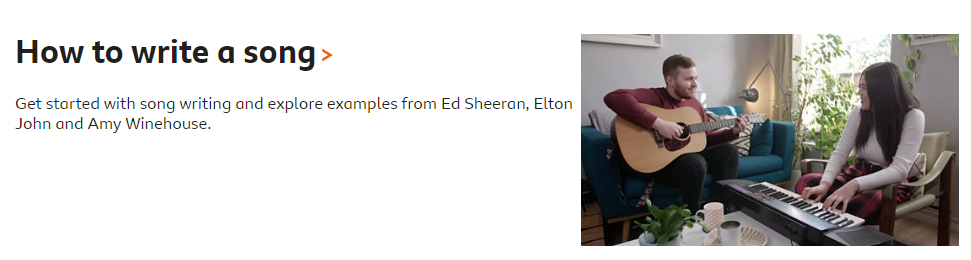 How to write a song >
Get started with song writing and explore examples from Ed Sheeran, Elton
John and Amy Winehouse.